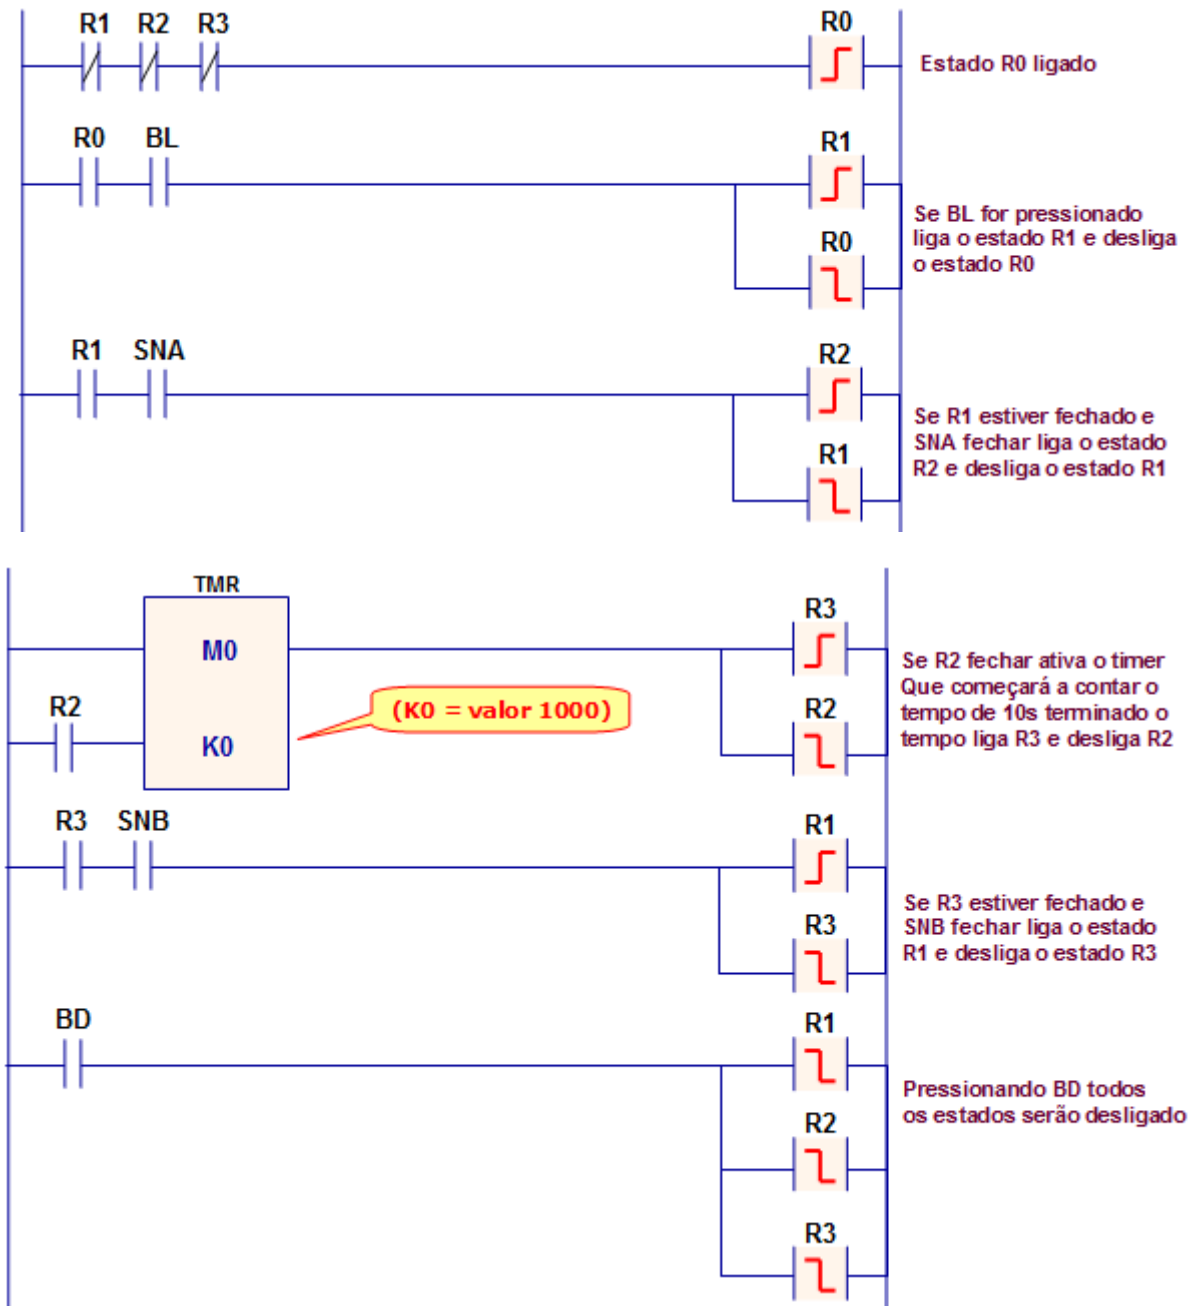 R1 R2 R3 R0
Estado R0 ligado
R0 BL R1
Se BL for pressionado
liga o estado R1 e desliga
o estado R0
R0
R1 SNA R2
Se R1 estiver fechado e
SNA fechar liga o estado
R2 e desliga o estado R1
R1
TMR
M0
R3
Se R2 fechar ativa o timer
Que começará a contar o
tempo de 10s terminado o
tempo liga R3 e desliga R2
R2
K0
(K0 = valor 1000)
R2
R3 SNB R1
Se R3 estiver fechado e
SNB fechar liga o estado
R1 e desliga o estado R3
R3
BD R1
Pressionando BD todos
os estados serão desligado
R2
R3